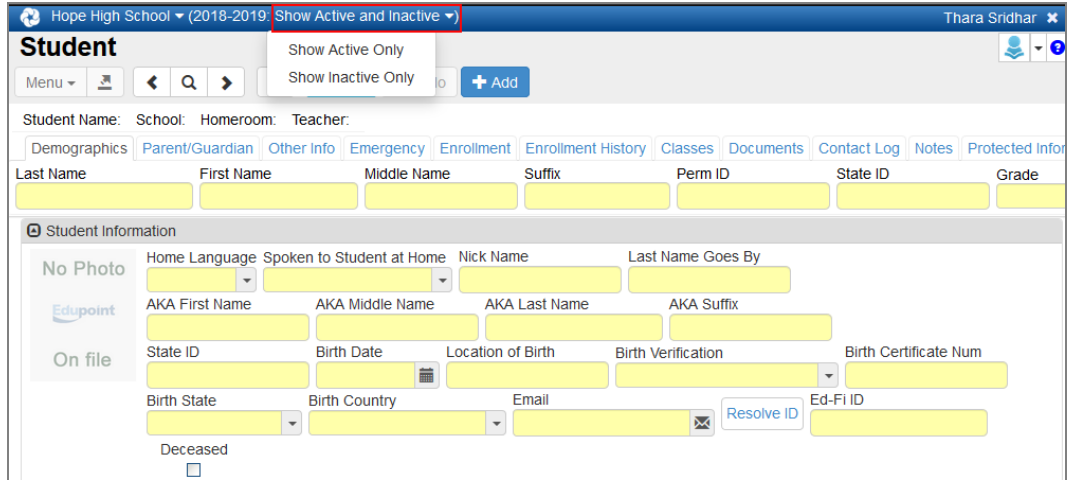 Hope High School (2018-2019: Show Active and Inactive ) Thara Sridhar
Student
Show Active Only
Show Inactive Only
Menu Add
Student Name: School: Homeroom: Teacher:
Demographics Parent/Guardian Other Info Emergency Enrollment Enrollment History Classes Documents Contact Log Notes Protected Infor
Last Name First Name Middle Name Suffix Perm ID State ID Grade
Student Information
No Photo
Edupoint
On file
Home Language Spoken to Student at Home Nick Name Last Name Goes By
AKA First Name AKA Middle Name AKA Last Name AKA Suffix
State ID Birth Date Location of Birth Birth Verification Birth Certificate Num
Birth State Birth Country Email Resolve ID Ed-Fi ID
Deceased